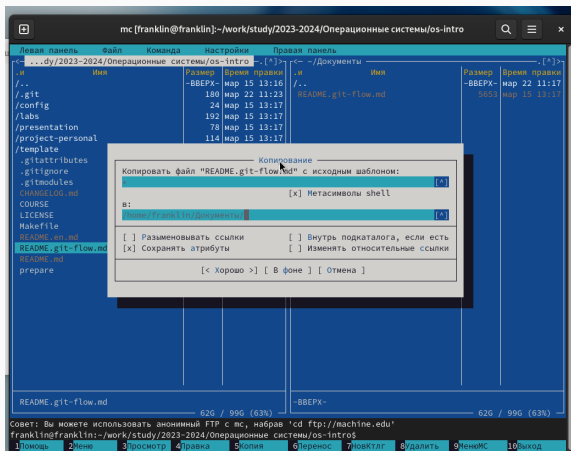 mc [franklin@franklin]:~/work/study/2023-2024/Операционные системы/os-intro
Левая панель Файл Команда Настройки Правая панель
<— ...dy/2023-2024/Операционные системы/os-intro —.[^]>
.и Имя Размер Время правки
/.. -ВВЕРХ- мар 15 13:16
/.git 180 мар 22 11:23
/config 24 мар 15 13:17
/labs 192 мар 15 13:17
/presentation 78 мар 15 13:17
/project-personal 114 мар 15 13:17
/template
.gitattributes
.gitignore
.gitmodules
CHANGELOG.md
COURSE
LICENSE
Makefile
README.en.md
README.git-flow.md
README.md
prepare
README.git-flow.md
62G / 99G (63%)
<— ~/Документы —.[^]>
.и Имя Размер Время правки
/.. -ВВЕРХ- мар 22 11:17
README.git-flow.md 5653 мар 15 13:17
-ВВЕРХ-
62G / 99G (63%)
Копирование
Копировать файл "README.git-flow.md" с исходным шаблоном:
[^]
[x] Метасимволы shell
в:
/home/franklin/Документы/ [^]
[ ] Разыменовывать ссылки [ ] Внутрь подкаталога, если есть
[x] Сохранять атрибуты [ ] Изменять относительные ссылки
[< Хорошо >] [ В фоне ] [ Отмена ]
Совет: Вы можете использовать анонимный FTP с mc, набрав 'cd ftp://machine.edu'
franklin@franklin:~/work/study/2023-2024/Операционные системы/os-intro$
1Помощь 2Меню 3Просмотр 4Правка 5Копия 6Перенос 7НовКтлг 8Удалить 9МенюMC 10Выход